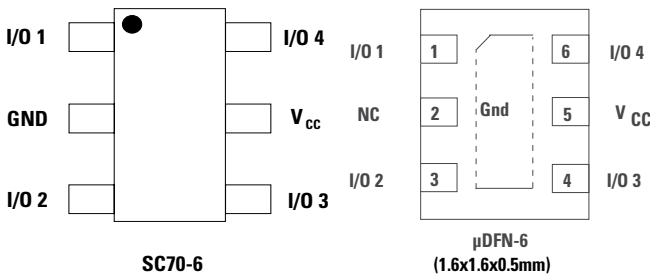 I/O 1
I/O 4
GND
V CC
I/O 2
I/O 3
SC70-6
I/O 1
1
6
I/O 4
NC
2
Gnd
5
V CC
I/O 2
3
4
I/O 3
µDFN-6
(1.6x1.6x0.5mm)